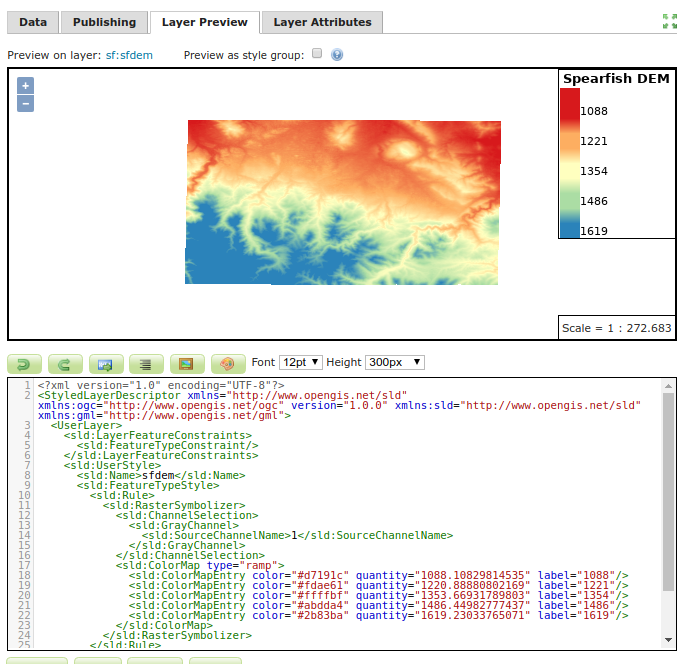 Data Publishing Layer Preview Layer Attributes
Preview on layer: sf:sfdem Preview as style group:
+
−
Spearfish DEM
1088
1221
1354
1486
1619
Scale = 1 : 272.683
Font 12pt Height 300px
1 <?xml version="1.0" encoding="UTF-8"?>
2 <StyledLayerDescriptor xmlns="http://www.opengis.net/sld"
xmlns:ogc="http://www.opengis.net/ogc" version="1.0.0" xmlns:sld="http://www.opengis.net/sld"
xmlns:gml="http://www.opengis.net/gml">
3 <UserLayer>
4 <sld:LayerFeatureConstraints>
5 <sld:FeatureTypeConstraint/>
6 </sld:LayerFeatureConstraints>
7 <sld:UserStyle>
8 <sld:Name>sfdem</sld:Name>
9 <sld:FeatureTypeStyle>
10 <sld:Rule>
11 <sld:RasterSymbolizer>
12 <sld:ChannelSelection>
13 <sld:GrayChannel>
14 <sld:SourceChannelName>1</sld:SourceChannelName>
15 </sld:GrayChannel>
16 </sld:ChannelSelection>
17 <sld:ColorMap type="ramp">
18 <sld:ColorMapEntry color="#d7191c" quantity="1088.10829814535" label="1088"/>
19 <sld:ColorMapEntry color="#fdae61" quantity="1220.88880802169" label="1221"/>
20 <sld:ColorMapEntry color="#ffffbf" quantity="1353.66931789803" label="1354"/>
21 <sld:ColorMapEntry color="#abdda4" quantity="1486.44982777437" label="1486"/>
22 <sld:ColorMapEntry color="#2b83ba" quantity="1619.23033765071" label="1619"/>
23 </sld:ColorMap>
24 </sld:RasterSymbolizer>
25 </sld:Rule>